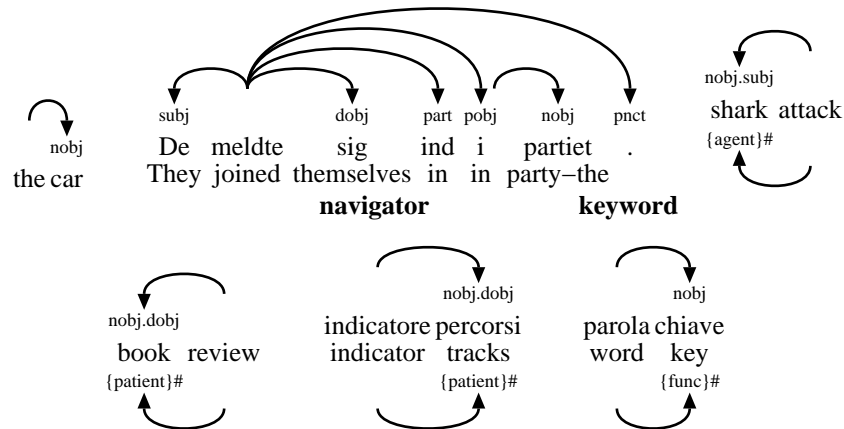 nobj.subj
shark attack
{agent}#
nobj
the car
subj dobj part pobj nobj pnct
De meldte sig ind i partiet .
They joined themselves in in party–the
navigator keyword
nobj.dobj
book review
{patient}#
nobj.dobj
indicatore percorsi
indicator tracks
{patient}#
nobj
parola chiave
word key
{func}#